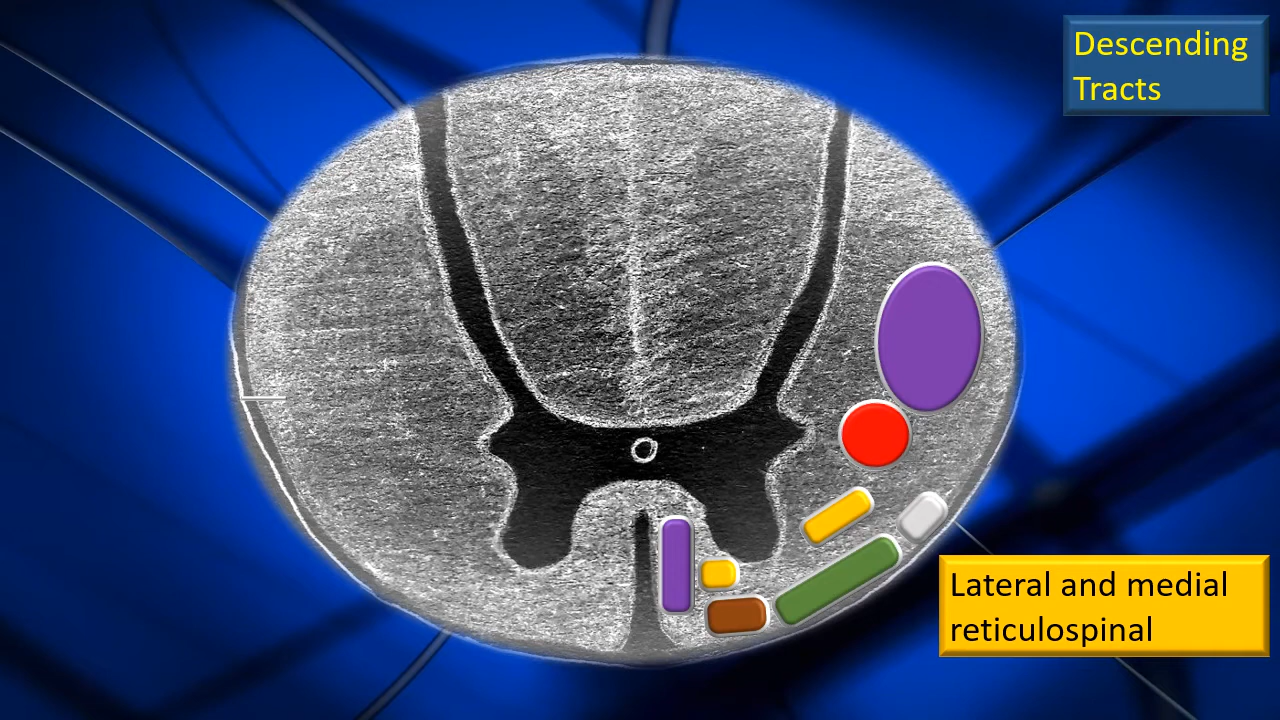 Descending
Tracts
Lateral and medial
reticulospinal